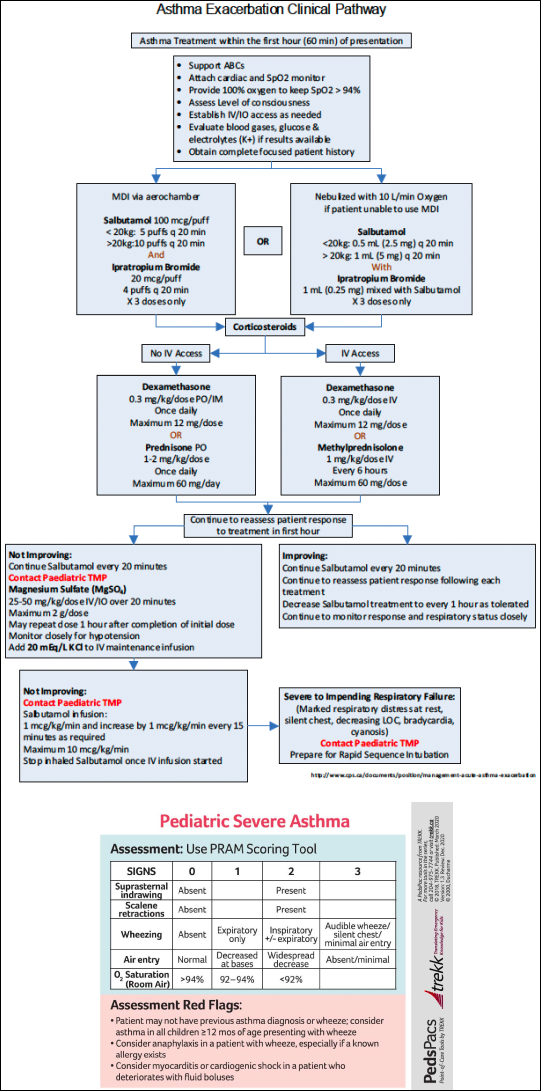 Asthma Exacerbation Clinical Pathway
Asthma Treatment within the first hour (60 min) of presentation
• Support ABCs
• Attach cardiac and SpO2 monitor
• Provide 100% oxygen to keep SpO2 > 94%
• Assess Level of consciousness
• Establish IV/IO access as needed
• Evaluate blood gases, glucose &
electrolytes (K+) if results available
• Obtain complete focused patient history
MDI via aerochamber
Salbutamol 100 mcg/puff
< 20kg: 5 puffs q 20 min
>20kg:10 puffs q 20 min
And
Ipratropium Bromide
20 mcg/puff
4 puffs q 20 min
X 3 doses only
OR
Nebulized with 10 L/min Oxygen
if patient unable to use MDI
Salbutamol
<20kg: 0.5 mL (2.5 mg) q 20 min
> 20kg: 1 mL (5 mg) q 20 min
With
Ipratropium Bromide
1 mL (0.25 mg) mixed with Salbutamol
X 3 doses only
Corticosteroids
No IV Access
IV Access
Dexamethasone
0.3 mg/kg/dose PO/IM
Once daily
Maximum 12 mg/dose
OR
Prednisone PO
1-2 mg/kg/dose
Once daily
Maximum 60 mg/day
Dexamethasone
0.3 mg/kg/dose IV
Once daily
Maximum 12 mg/dose
OR
Methylprednisolone
1 mg/kg/dose IV
Every 6 hours
Maximum 60 mg/dose
Continue to reassess patient response
to treatment in first hour
Not Improving:
Continue Salbutamol every 20 minutes
Contact Paediatric TMP
Magnesium Sulfate (MgSO₄)
25-50 mg/kg/dose IV/IO over 20 minutes
Maximum 2 g/dose
May repeat dose 1 hour after completion of initial dose
Monitor closely for hypotension
Add 20 mEq/L KCl to IV maintenance infusion
Improving:
Continue Salbutamol every 20 minutes
Continue to reassess patient response following each
treatment
Decrease Salbutamol treatment to every 1 hour as tolerated
Continue to monitor response and respiratory status closely
Not Improving:
Contact Paediatric TMP
Salbutamol infusion:
1 mcg/kg/min and increase by 1 mcg/kg/min every 15
minutes as required
Maximum 10 mcg/kg/min
Stop inhaled Salbutamol once IV infusion started
Severe to Impending Respiratory Failure:
(Marked respiratory distress at rest,
silent chest, decreasing LOC, bradycardia,
cyanosis)
Contact Paediatric TMP
Prepare for Rapid Sequence Intubation
http://www.cps.ca/documents/position/management-acute-asthma-exacerbation
Pediatric Severe Asthma
Assessment: Use PRAM Scoring Tool
SIGNS 0 1 2 3
Suprasternal
indrawing Absent Present
Scalene
retractions Absent Present
Wheezing Absent Expiratory
only Inspiratory
+/- expiratory Audible wheeze/
silent chest/
minimal air entry
Air entry Normal Decreased
at bases Widespread
decrease Absent/minimal
O₂ Saturation
(Room Air) >94% 92–94% <92%
Assessment Red Flags:
• Patient may not have previous asthma diagnosis or wheeze; consider
asthma in all children ≥12 mos of age presenting with wheeze
• Consider anaphylaxis in a patient with wheeze, especially if a known
allergy exists
• Consider myocarditis or cardiogenic shock in a patient who
deteriorates with fluid boluses
PedsPacs
Point-of-Care Tools by TREKK
trekk
Translating Emergency
Knowledge for Kids
A PedsPac resource from TREKK.